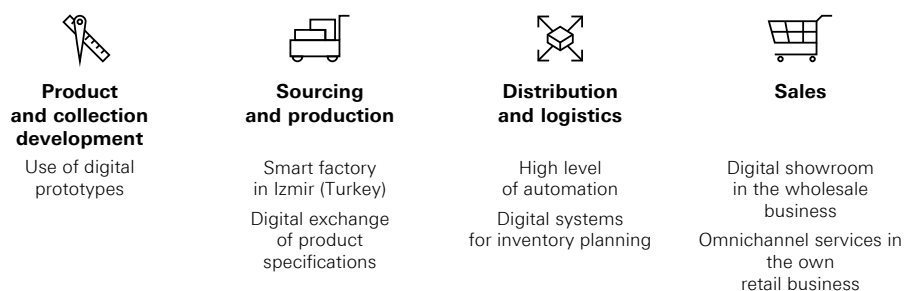 Product
and collection
development
Use of digital
prototypes
Sourcing
and production
Smart factory
in Izmir (Turkey)
Digital exchange
of product
specifications
Distribution
and logistics
High level
of automation
Digital systems
for inventory planning
Sales
Digital showroom
in the wholesale
business
Omnichannel services in
the own
retail business